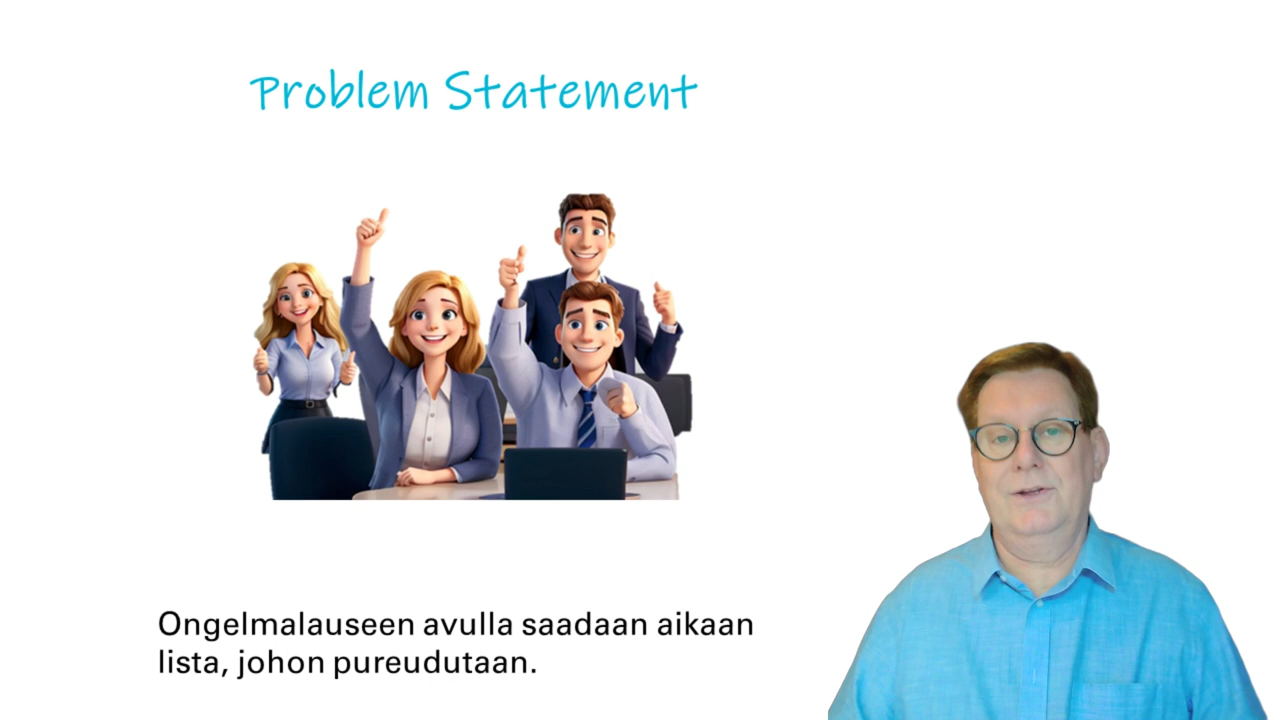 Problem Statement
Ongelmalauseen avulla saadaan aikaan
lista, johon pureudutaan.